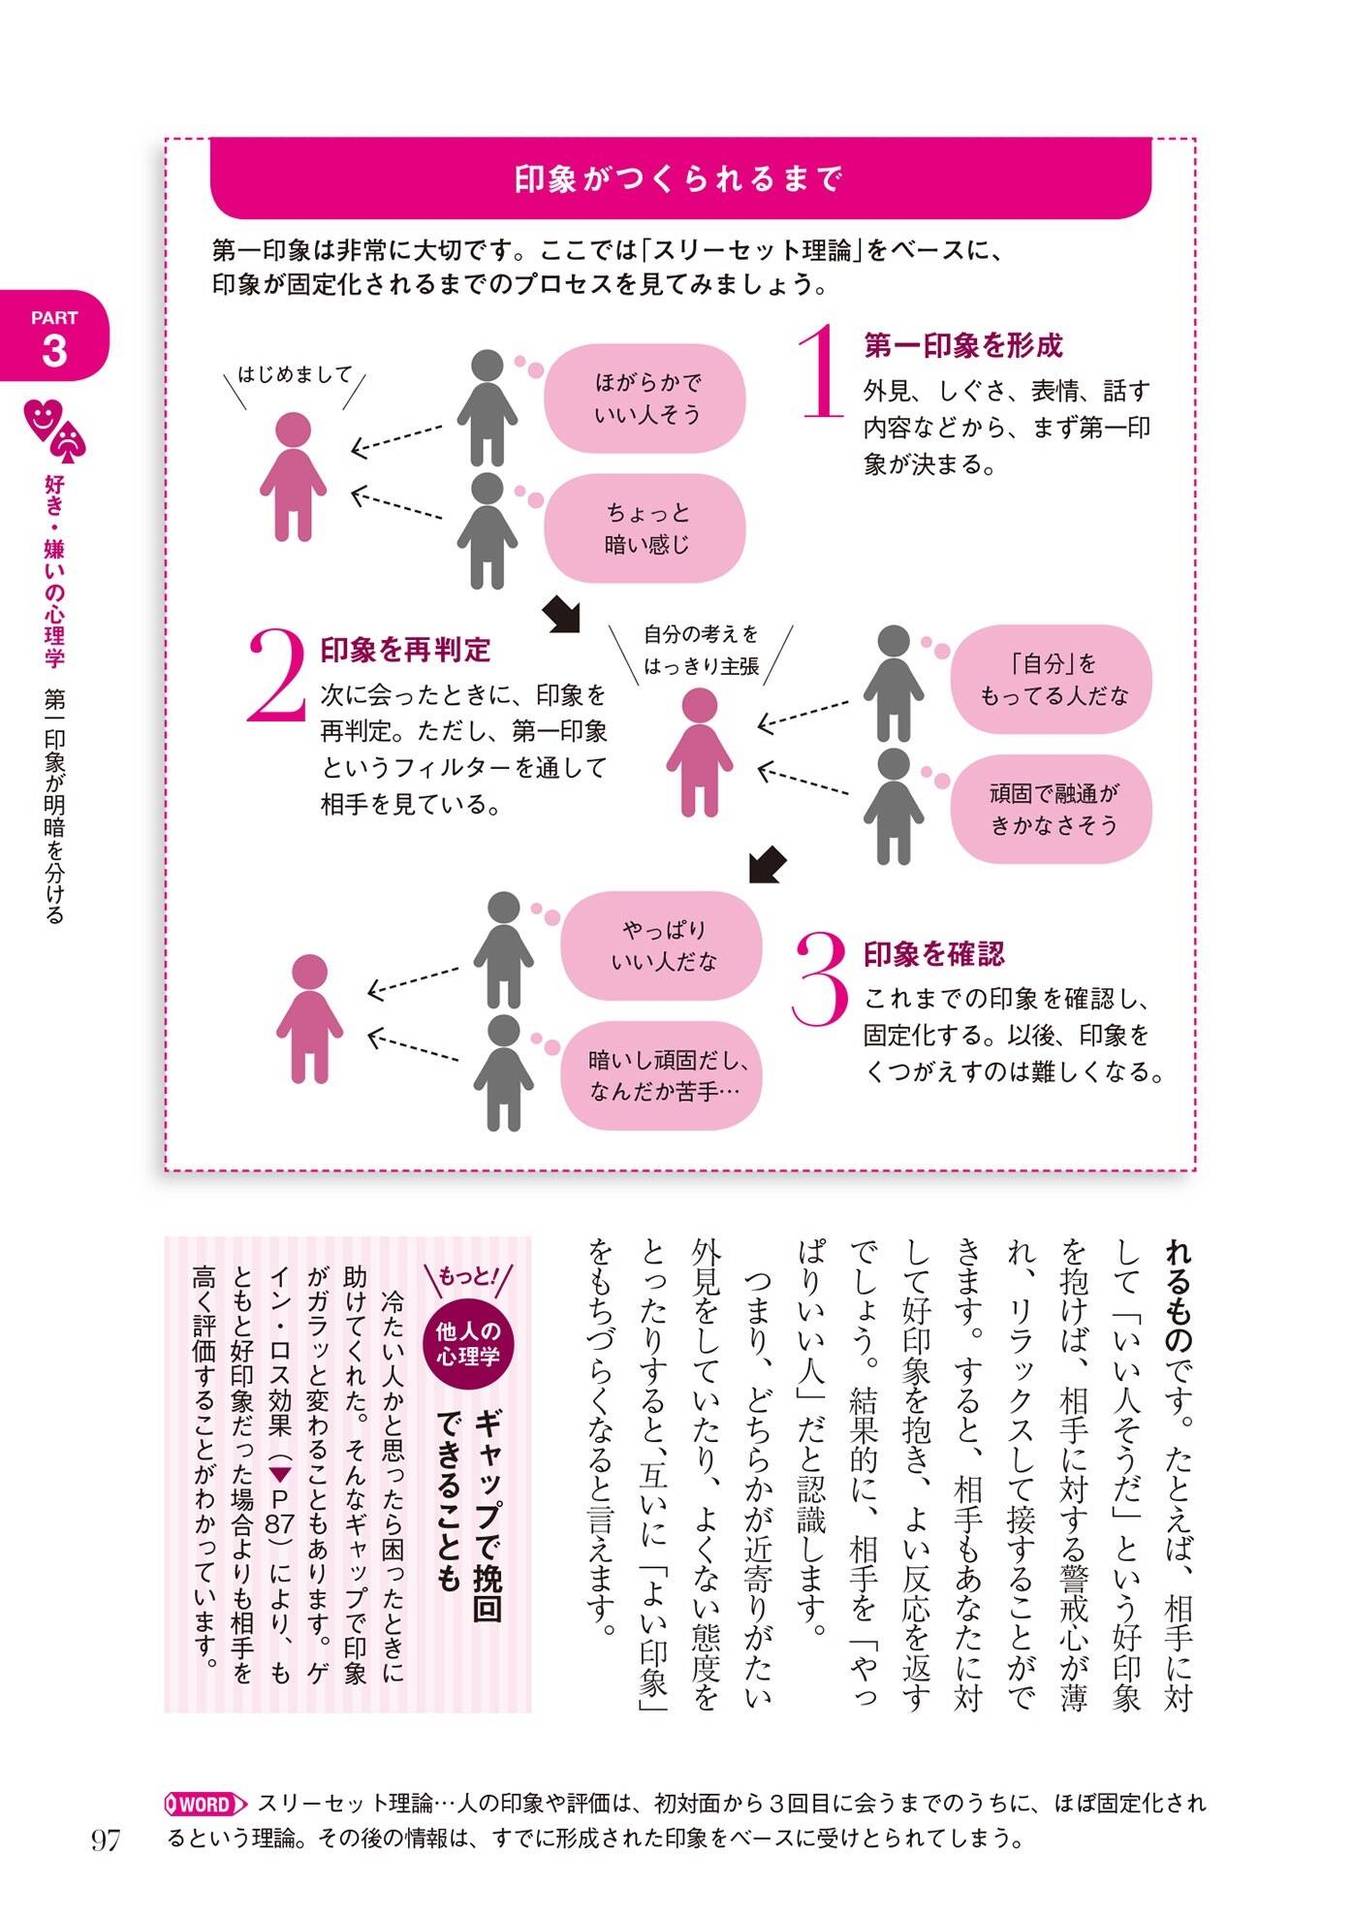 印象がつくられるまで
第一印象は非常に大切です。ここでは「スリーセット理論」をベースに、
印象が固定化されるまでのプロセスを見てみましょう。
PART
3
好き・嫌いの心理学 第一印象が明暗を分ける
1
第一印象を形成
外見、しぐさ、表情、話す
内容などから、まず第一印
象が決まる。
はじめまして
ほがらかで
いい人そう
ちょっと
暗い感じ
2
印象を再判定
次に会ったときに、印象を
再判定。ただし、第一印象
というフィルターを通して
相手を見ている。
自分の考えを
はっきり主張
「自分」を
もってる人だな
頑固で融通が
きかなさそう
3
印象を確認
これまでの印象を確認し、
固定化する。以後、印象を
くつがえすのは難しくなる。
やっぱり
いい人だな
暗いし頑固だし、
なんだか苦手…
れるものです。たとえば、相手に対
して「いい人そうだ」という好印象
を抱けば、相手に対する警戒心が薄
れ、リラックスして接することがで
きます。すると、相手もあなたに対
して好印象を抱き、よい反応を返す
でしょう。結果的に、相手を「やっ
ぱりいい人」だと認識します。
つまり、どちらかが近寄りがたい
外見をしていたり、よくない態度を
とったりすると、互いに「よい印象」
をもちづらくなると言えます。
もっと!
他人の
心理学
ギャップで挽回
できることも
冷たい人かと思ったら困ったときに
助けてくれた。そんなギャップで印象
がガラッと変わることもあります。ゲ
イン・ロス効果（▼P87）により、も
ともと好印象だった場合よりも相手を
高く評価することがわかっています。
WORD スリーセット理論…人の印象や評価は、初対面から3回目に会うまでのうちに、ほぼ固定化され
るという理論。その後の情報は、すでに形成された印象をベースに受けとられてしまう。
97